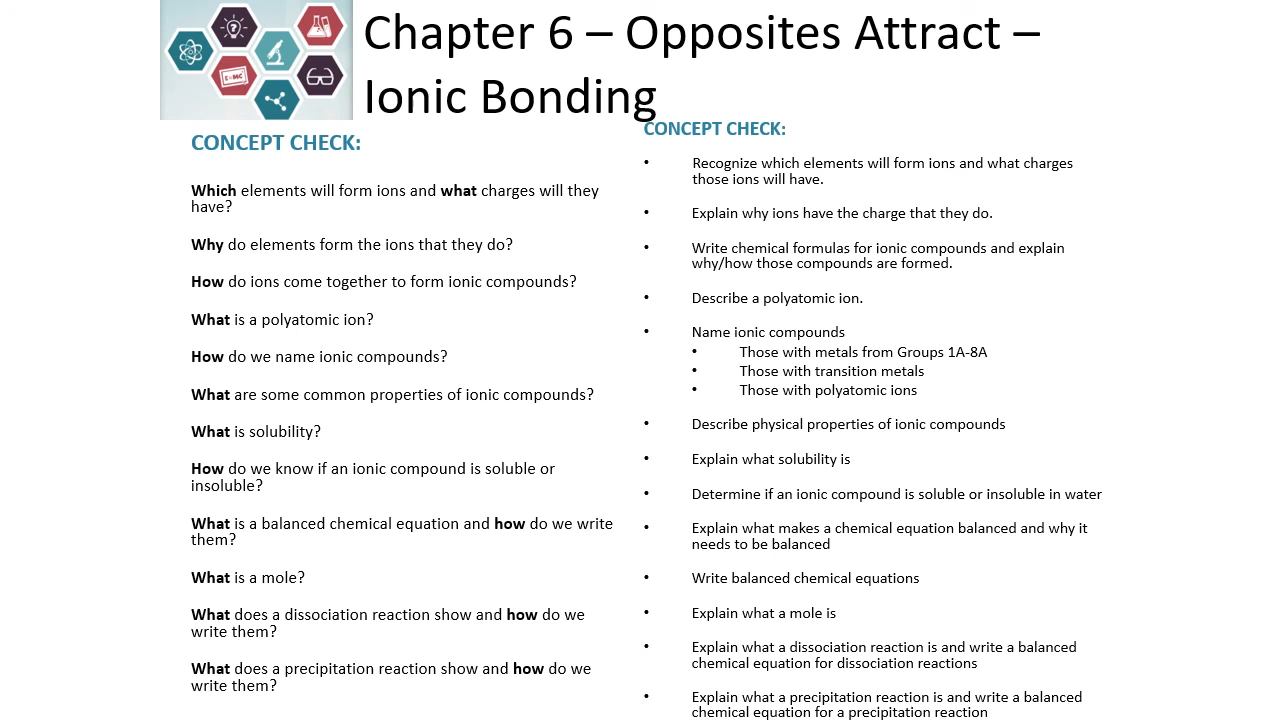 Chapter 6 – Opposites Attract –
Ionic Bonding
CONCEPT CHECK:
Which elements will form ions and what charges will they
have?
Why do elements form the ions that they do?
How do ions come together to form ionic compounds?
What is a polyatomic ion?
How do we name ionic compounds?
What are some common properties of ionic compounds?
What is solubility?
How do we know if an ionic compound is soluble or
insoluble?
What is a balanced chemical equation and how do we write
them?
What is a mole?
What does a dissociation reaction show and how do we
write them?
What does a precipitation reaction show and how do we
write them?
CONCEPT CHECK:
• Recognize which elements will form ions and what charges
those ions will have.
• Explain why ions have the charge that they do.
• Write chemical formulas for ionic compounds and explain
why/how those compounds are formed.
• Describe a polyatomic ion.
• Name ionic compounds
• Those with metals from Groups 1A-8A
• Those with transition metals
• Those with polyatomic ions
• Describe physical properties of ionic compounds
• Explain what solubility is
• Determine if an ionic compound is soluble or insoluble in water
• Explain what makes a chemical equation balanced and why it
needs to be balanced
• Write balanced chemical equations
• Explain what a mole is
• Explain what a dissociation reaction is and write a balanced
chemical equation for dissociation reactions
• Explain what a precipitation reaction is and write a balanced
chemical equation for a precipitation reaction